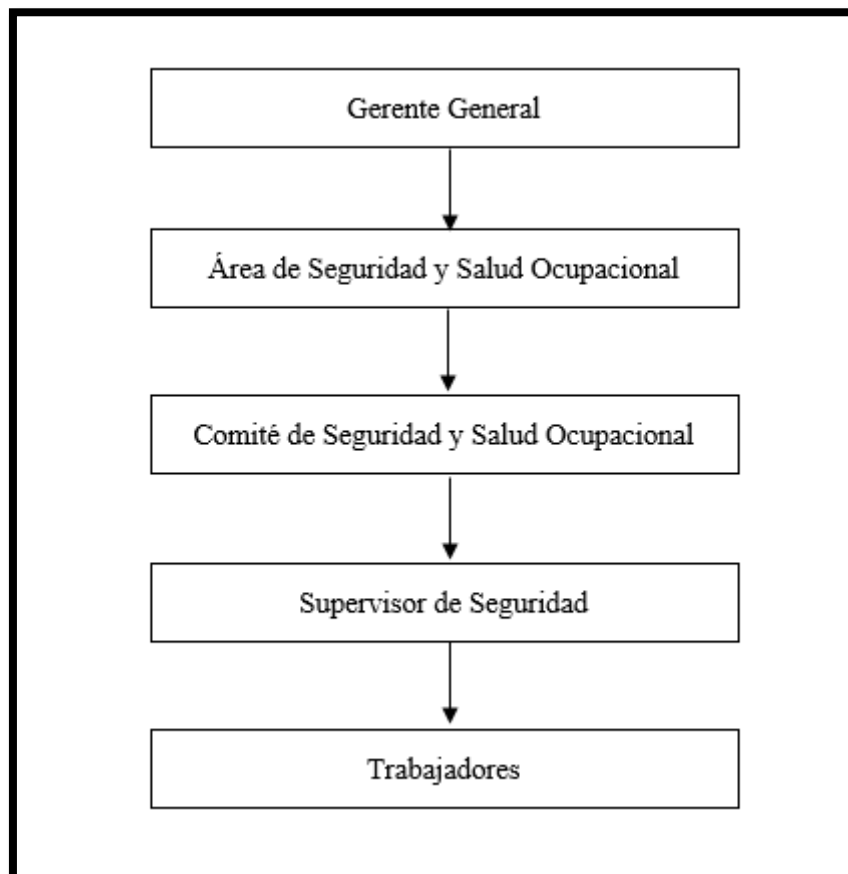 Gerente General
Área de Seguridad y Salud Ocupacional
Comité de Seguridad y Salud Ocupacional
Supervisor de Seguridad
Trabajadores